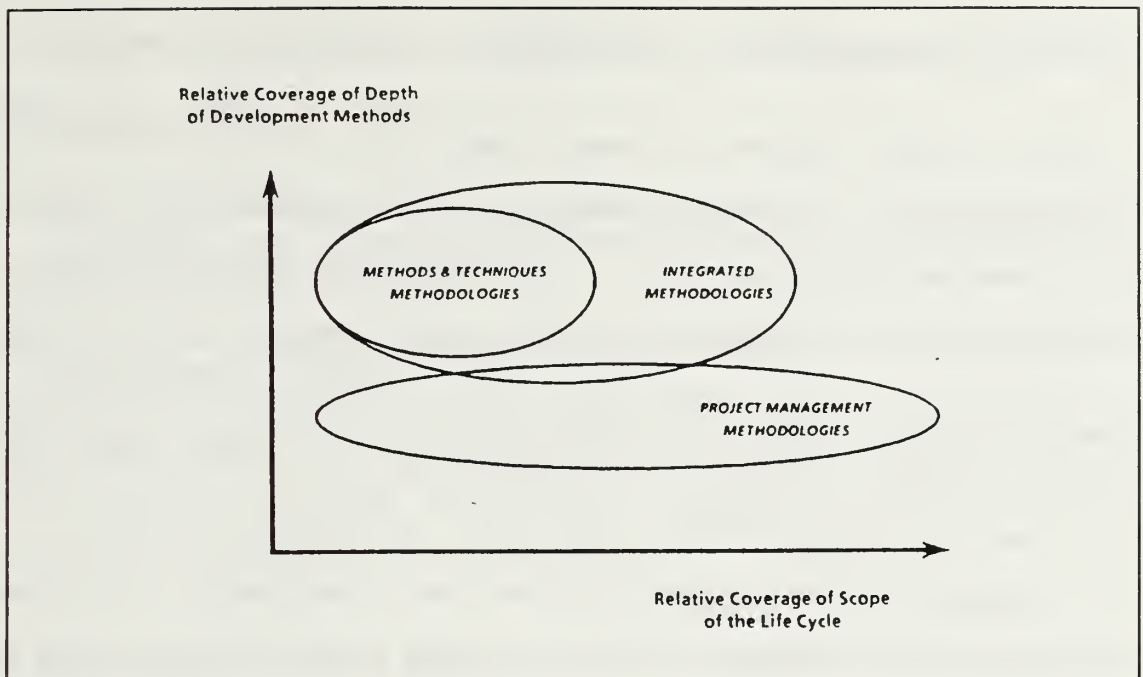 Relative Coverage of Depth
of Development Methods
METHODS & TECHNIQUES
METHODOLOGIES
INTEGRATED
METHODOLOGIES
PROJECT MANAGEMENT
METHODOLOGIES
Relative Coverage of Scope
of the Life Cycle